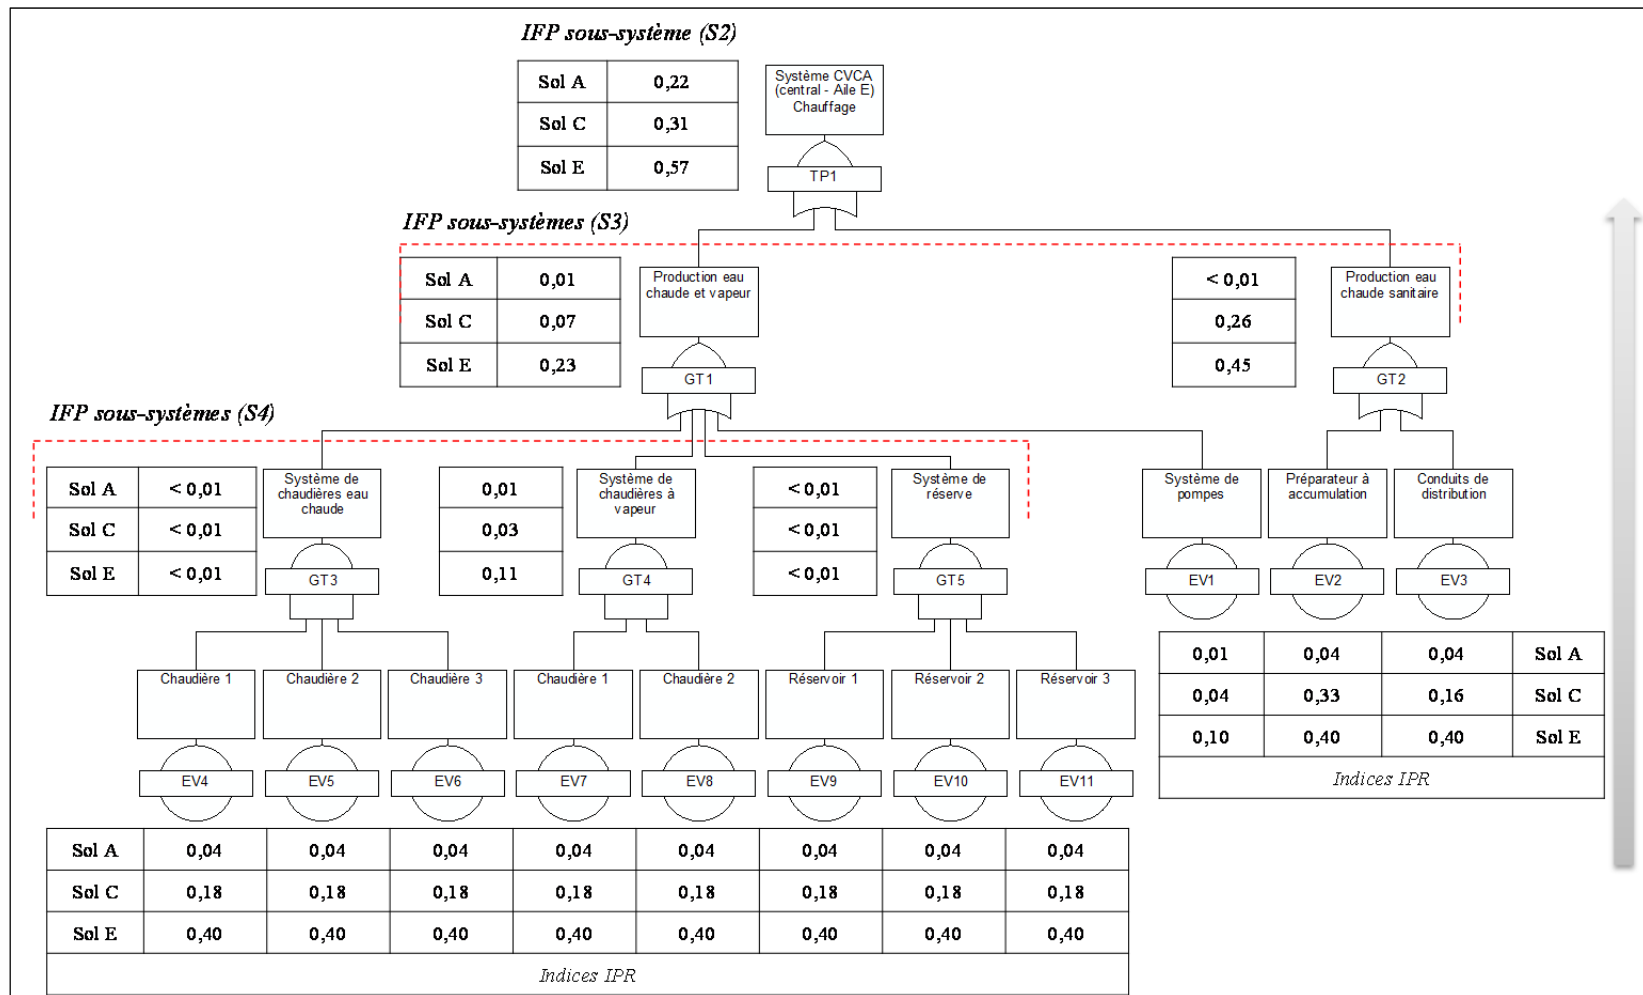 IFP sous-système (S2)
Sol A 0,22
Sol C 0,31
Sol E 0,57
Système CVCA
(central - Aile E)
Chauffage
TP1
IFP sous-systèmes (S3)
Sol A 0,01
Sol C 0,07
Sol E 0,23
Production eau
chaude et vapeur
GT1
< 0,01
0,26
0,45
Production eau
chaude sanitaire
GT2
IFP sous-systèmes (S4)
Sol A < 0,01
Sol C < 0,01
Sol E < 0,01
Système de
chaudières eau
chaude
GT3
0,01
0,03
0,11
Système de
chaudières à
vapeur
GT4
< 0,01
< 0,01
< 0,01
Système de
réserve
GT5
Système de
pompes
EV1
Préparateur à
accumulation
EV2
Conduits de
distribution
EV3
0,01 0,04 0,04 Sol A
0,04 0,33 0,16 Sol C
0,10 0,40 0,40 Sol E
Indices IPR
Chaudière 1 Chaudière 2 Chaudière 3 Chaudière 1 Chaudière 2 Réservoir 1 Réservoir 2 Réservoir 3
EV4 EV5 EV6 EV7 EV8 EV9 EV10 EV11
Sol A 0,04 0,04 0,04 0,04 0,04 0,04 0,04 0,04
Sol C 0,18 0,18 0,18 0,18 0,18 0,18 0,18 0,18
Sol E 0,40 0,40 0,40 0,40 0,40 0,40 0,40 0,40
Indices IPR